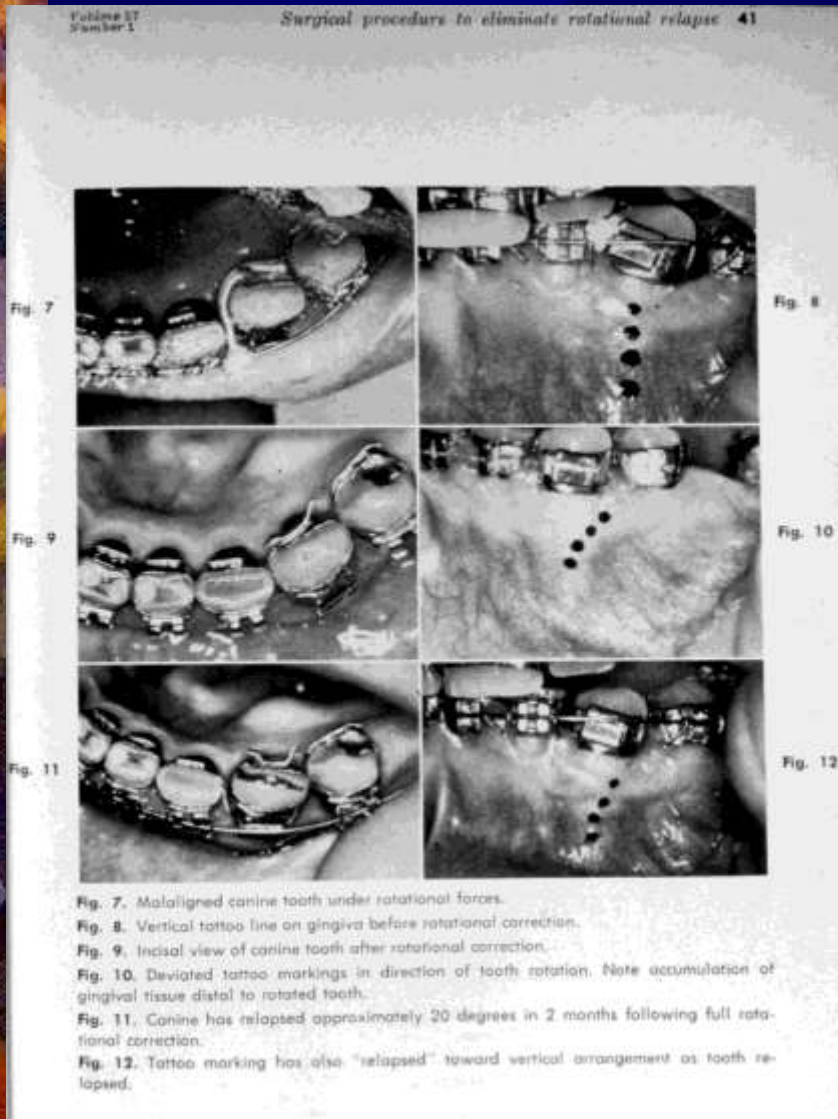 Volume 57
Number 1
Surgical procedure to eliminate rotational relapse 41
Fig. 7
Fig. 8
Fig. 9
Fig. 10
Fig. 11
Fig. 12
Fig. 7. Malaligned canine tooth under rotational forces.
Fig. 8. Vertical tattoo line on gingiva before rotational correction.
Fig. 9. Incisal view of canine tooth after rotational correction.
Fig. 10. Deviated tattoo markings in direction of tooth rotation. Note accumulation of
gingival tissue distal to rotated tooth.
Fig. 11. Canine has relapsed approximately 20 degrees in 2 months following full rota-
tional correction.
Fig. 12. Tattoo marking has also "relapsed" toward vertical arrangement as tooth re-
lapsed.